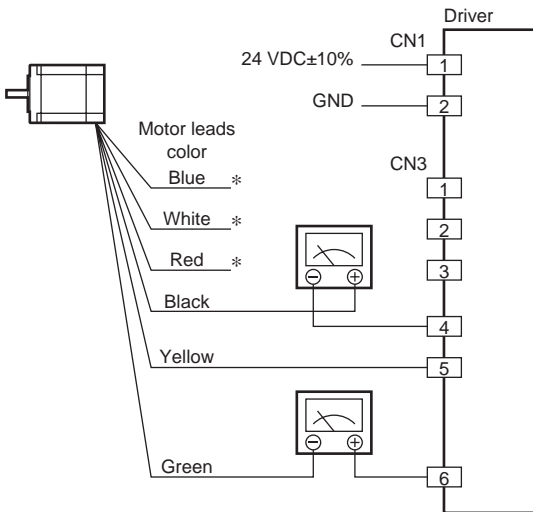 Driver
CN1
24 VDC±10%
1
GND
2
Motor leads
color
CN3
Blue *
1
White *
2
Red *
3
− +
Black
4
Yellow
5
− +
Green
6